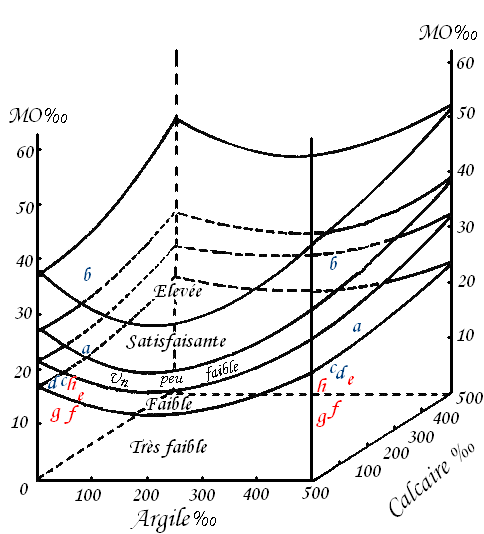 MO‰
60
MO‰
50
60
40
50
b
30
40
b
Elevée
30
20
a
a
Satisfaisante
20
10
Un peu faible
d c h e
c d e
h
g f
Faible
g f
10
500
400
300
200
100
Calcaire ‰
Très faible
0
100
200
300
400
500
Argile ‰